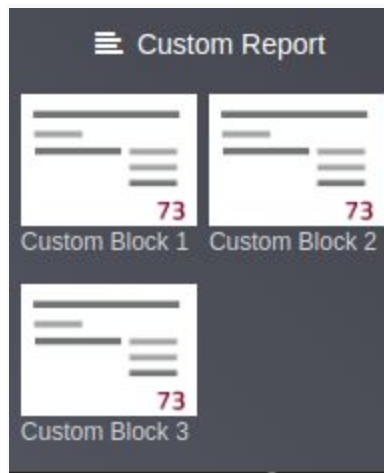 Custom Report
73
73
Custom Block 1
Custom Block 2
73
Custom Block 3